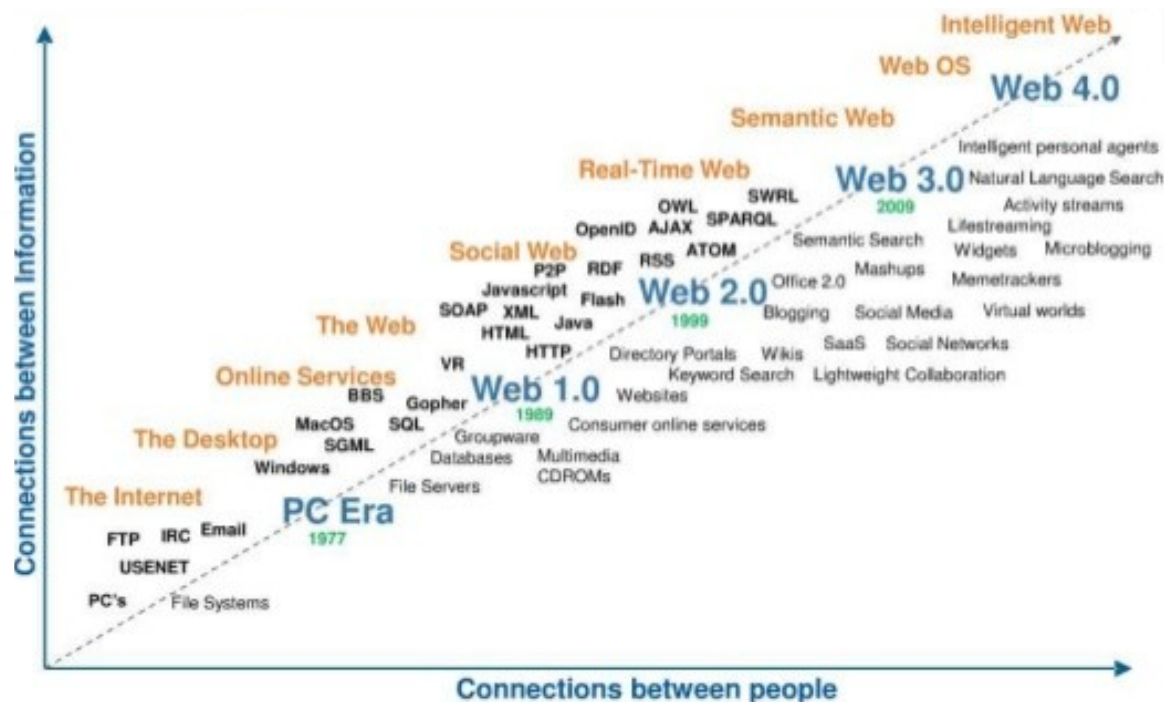 Intelligent Web
Web OS
Web 4.0
Semantic Web
Intelligent personal agents
Real-Time Web
Web 3.0
Natural Language Search
2009
SWRL
OWL
Activity streams
OpenID
AJAX
SPARQL
Lifestreaming
Semantic Search
Widgets
Microblogging
Social Web
ATOM
P2P
RDF
RSS
Mashups
Memetrackers
Javascript
Flash
Web 2.0
Office 2.0
1999
SOAP
XML
Java
Blogging
Social Media
Virtual worlds
The Web
HTML
HTTP
Directory Portals
Wikis
SaaS
Social Networks
VR
Keyword Search
Lightweight Collaboration
Online Services
Web 1.0
Websites
1989
BBS
Gopher
Consumer online services
MacOS
SQL
Groupware
The Desktop
SGML
Databases
Multimedia
CDROMs
Windows
File Servers
The Internet
PC Era
1977
FTP
IRC
Email
USENET
PC's
File Systems
Connections between Information
Connections between people